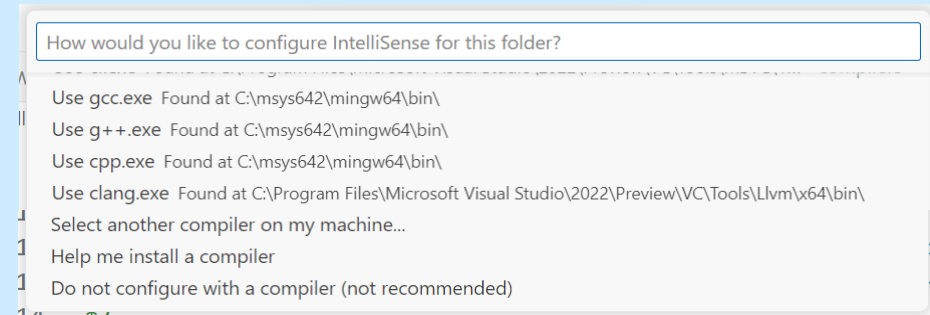 How would you like to configure IntelliSense for this folder?
Use gcc.exe Found at C:\msys642\mingw64\bin\
Use g++.exe Found at C:\msys642\mingw64\bin\
Use cpp.exe Found at C:\msys642\mingw64\bin\
Use clang.exe Found at C:\Program Files\Microsoft Visual Studio\2022\Preview\VC\Tools\Llvm\x64\bin\
Select another compiler on my machine...
Help me install a compiler
Do not configure with a compiler (not recommended)